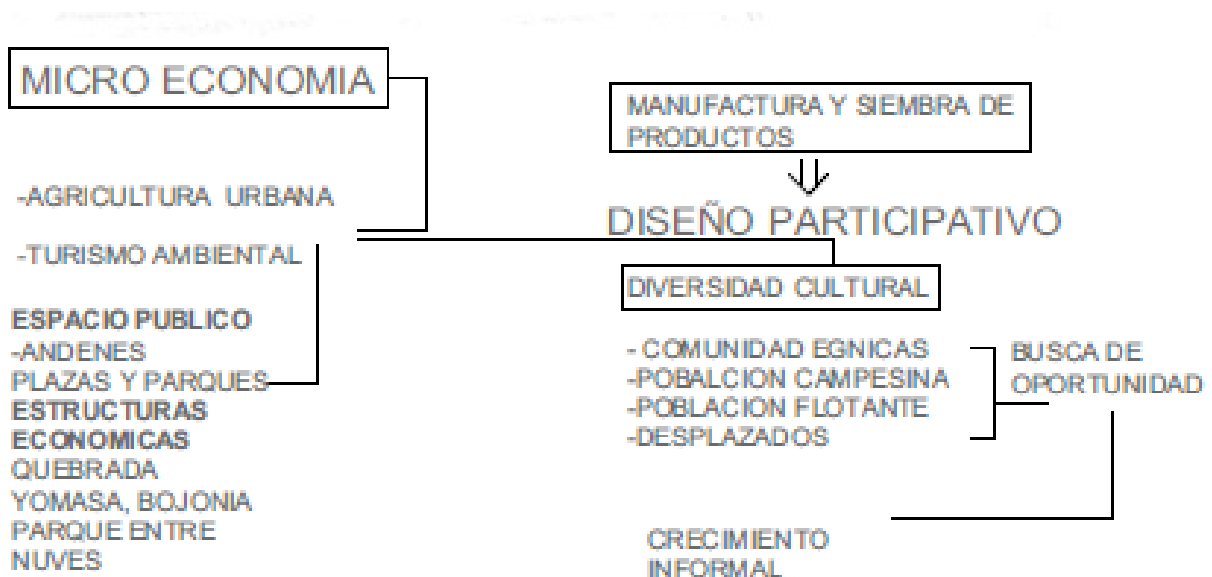 MICRO ECONOMIA
-AGRICULTURA URBANA
-TURISMO AMBIENTAL
ESPACIO PUBLICO
-ANDENES
PLAZAS Y PARQUES
ESTRUCTURAS
ECONOMICAS
QUEBRADA
YOMASA, BOJONIA
PARQUE ENTRE
NUVES
MANUFACTURA Y SIEMBRA DE
PRODUCTOS
DISEÑO PARTICIPATIVO
DIVERSIDAD CULTURAL
- COMUNIDAD EGNICAS
-POBALCION CAMPESINA
-POBLACION FLOTANTE
-DESPLAZADOS
BUSCA DE
OPORTUNIDAD
CRECIMIENTO
INFORMAL